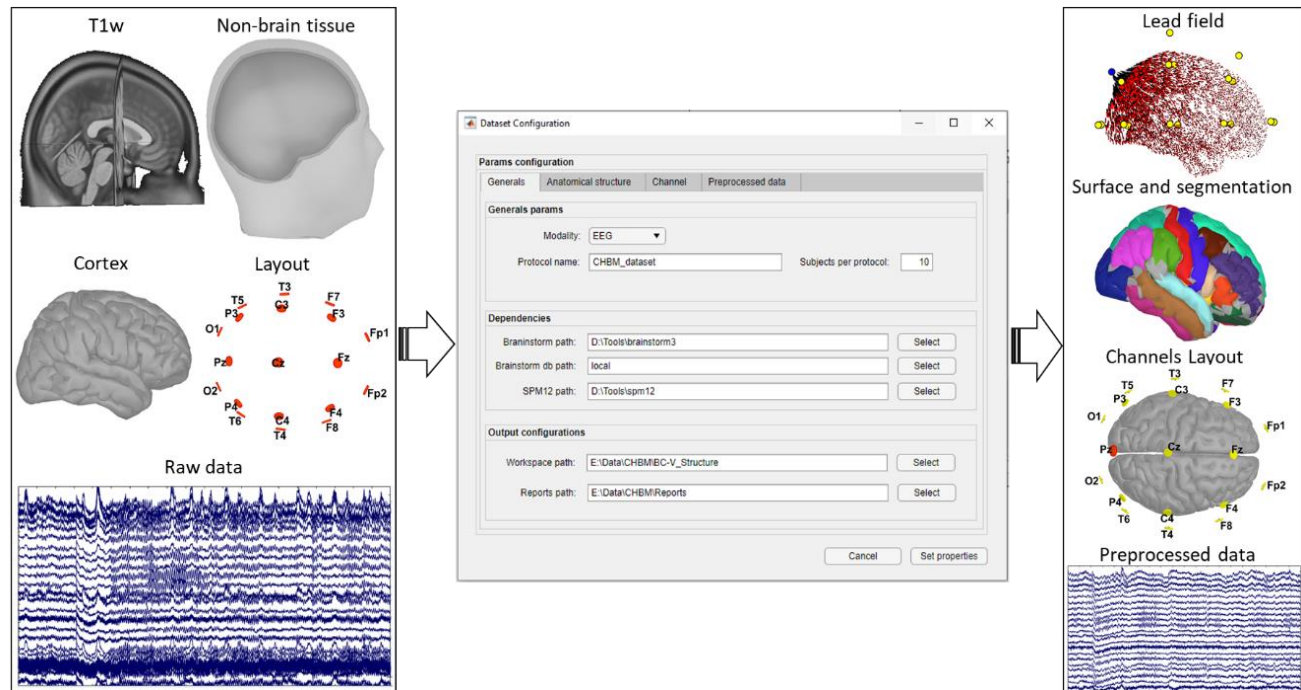 T1w
Non-brain tissue
Cortex
Layout
T3
C3
T5
P3
F7
F3
O1
Fp1
Pz
Cz
Fz
O2
Fp2
P4
T6
C4
T4
F4
F8
Raw data
Dataset Configuration
Params configuration
Generals
Anatomical structure
Channel
Preprocessed data
Generals params
Modality:
EEG
Protocol name:
CHBM_dataset
Subjects per protocol:
10
Dependencies
Braninstorm path:
D:\Tools\brainstorm3
Select
Brainstorm db path:
local
Select
SPM12 path:
D:\Tools\spm12
Select
Output configurations
Workspace path:
E:\Data\CHBM\BC-V_Structure
Select
Reports path:
E:\Data\CHBM\Reports
Select
Cancel
Set properties
Lead field
Surface and segmentation
Channels Layout
T3
C3
T5
P3
F7
F3
O1
Fp1
Pz
Cz
Fz
O2
Fp2
P4
T6
C4
T4
F4
F8
Preprocessed data